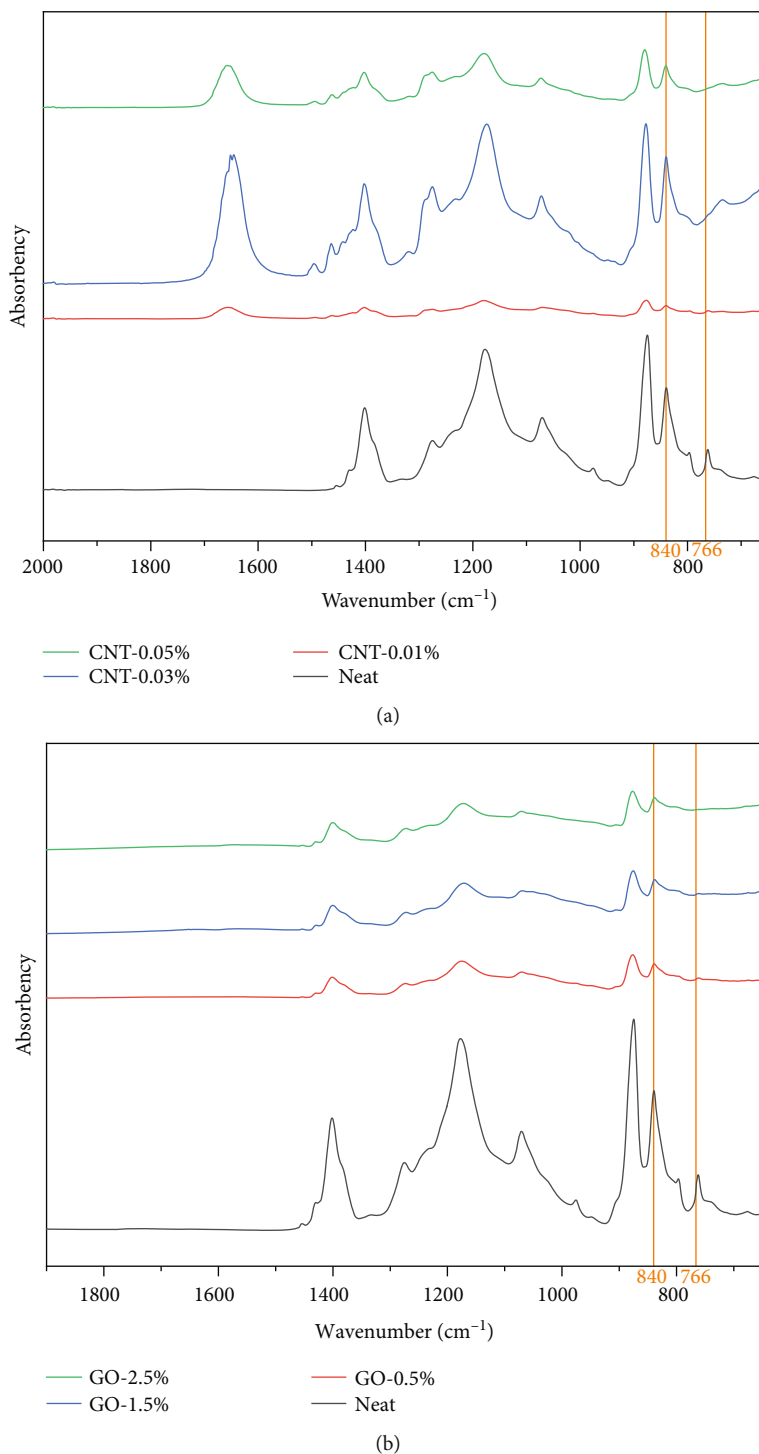 Absorbency
2000 1800 1600 1400 1200 1000 800
840 766
Wavenumber (cm⁻¹)
CNT-0.05% CNT-0.01%
CNT-0.03% Neat
(a)
Absorbency
1800 1600 1400 1200 1000 800
840 766
Wavenumber (cm⁻¹)
GO-2.5% GO-0.5%
GO-1.5% Neat
(b)